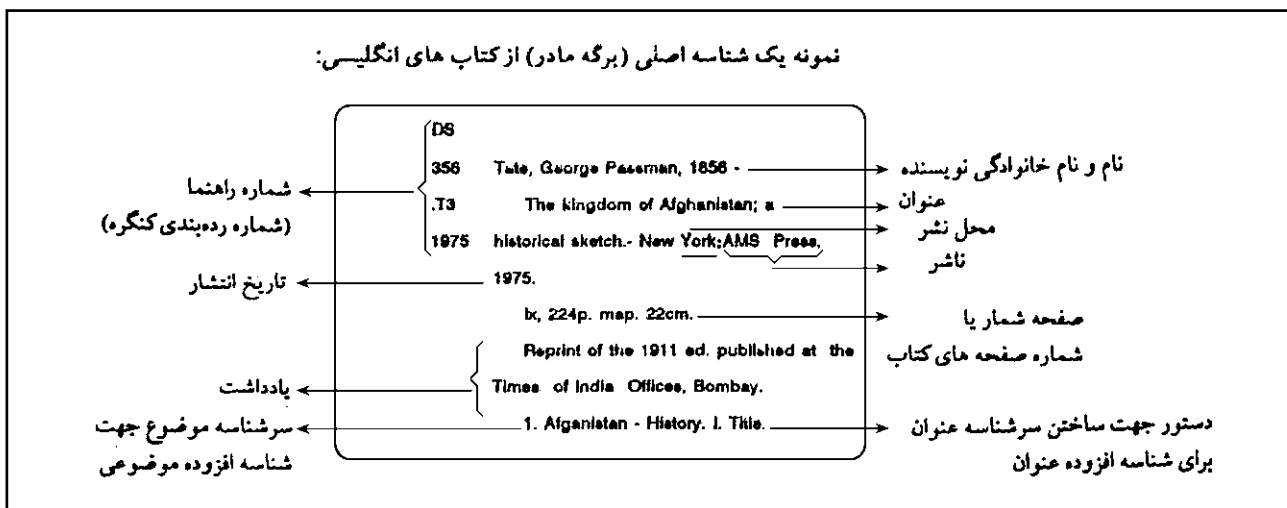 نمونه یک شناسه اصلی (برگه مادر) از کتاب های انگلیسی:
DS
356 Tate, George Passman, 1856 -
.T3 The kingdom of Afghanistan; a
1975 historical sketch.- New York; AMS Press,
1975.
ix, 224p. map. 22cm.
Reprint of the 1911 ed. published at the
Times of India Offices, Bombay.
1. Afganistan - History. I. Title.
نام و نام خانوادگی نویسنده
عنوان
محل نشر
ناشر
صفحه شمار یا
شماره صفحه های کتاب
دستور جهت ساختن سرشناسه عنوان
برای شناسه افزوده عنوان
شماره راهنما
(شماره رده‌بندی کنگره)
تاریخ انتشار
یادداشت
سرشناسه موضوع جهت
شناسه افزوده موضوعی